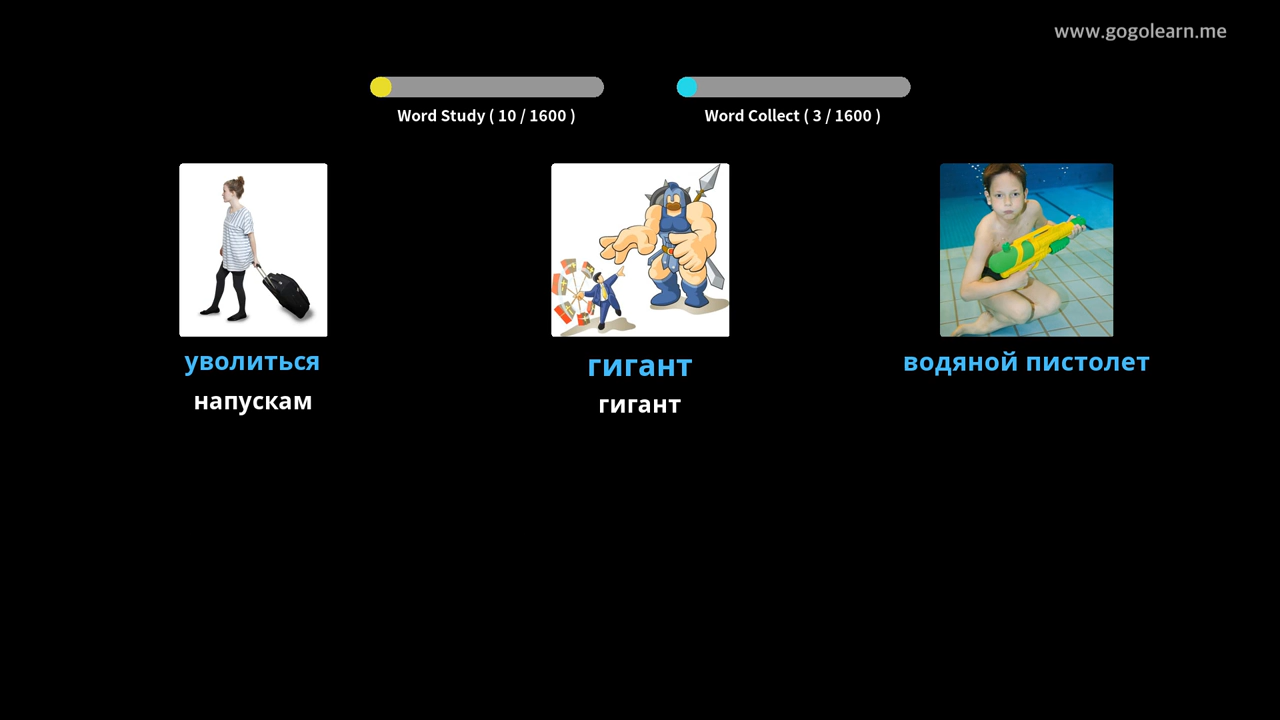 www.gogolearn.me
Word Study ( 10 / 1600 )
Word Collect ( 3 / 1600 )
уволиться
гигант
водяной пистолет
напускам
гигант